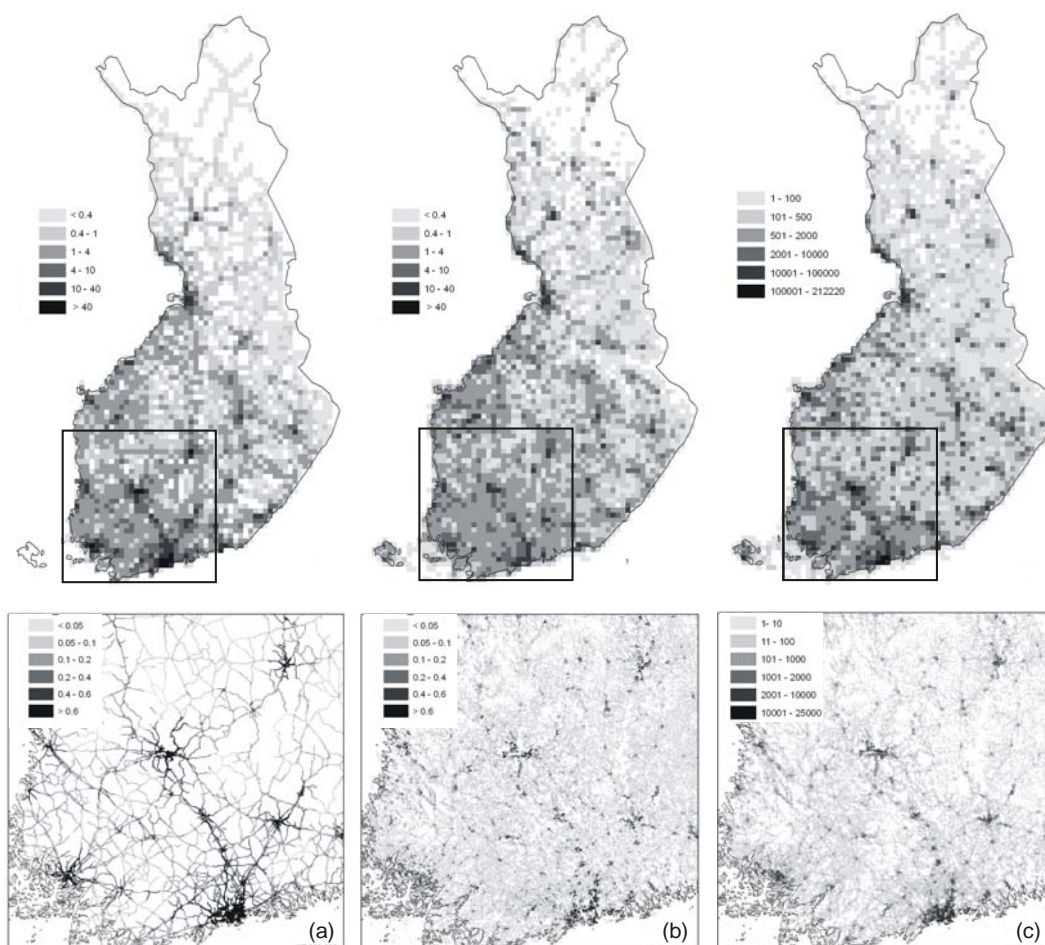 < 0.4
0.4 - 1
1 - 4
4 - 10
10 - 40
> 40
< 0.4
0.4 - 1
1 - 4
4 - 10
10 - 40
> 40
1 - 100
101 - 500
501 - 2000
2001 - 10000
10001 - 100000
100001 - 212220
< 0.05
0.05 - 0.1
0.1 - 0.2
0.2 - 0.4
0.4 - 0.6
> 0.6
(a)
< 0.05
0.05 - 0.1
0.1 - 0.2
0.2 - 0.4
0.4 - 0.6
> 0.6
(b)
1- 10
11 - 100
101 - 1000
1001 - 2000
2001 - 10000
10001 - 25000
(c)